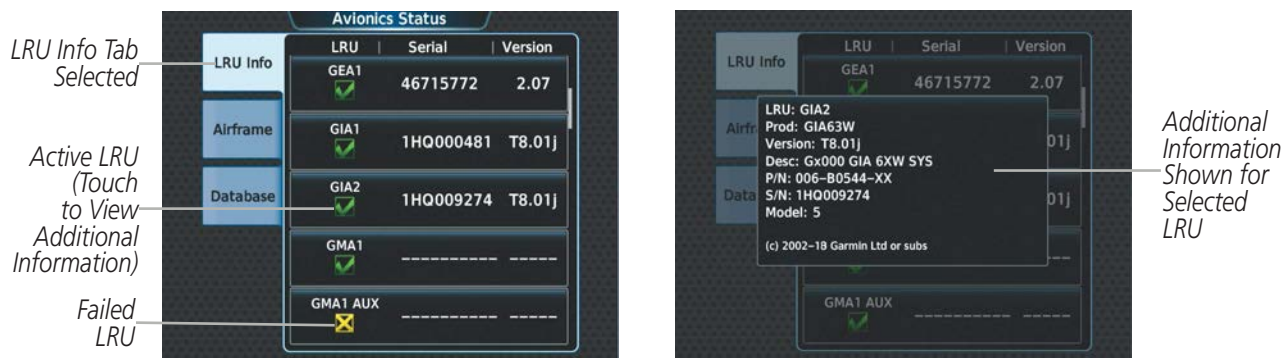 Avionics Status
LRU Info Tab
Selected
LRU Info
Airframe
Database
LRU | Serial | Version
GEA1
46715772 2.07
GIA1
1HQ000481 T8.01j
GIA2
1HQ009274 T8.01j
GMA1
---------- -----
GMA1 AUX
---------- -----
Active LRU
(Touch
to View
Additional
Information)
Failed
LRU
LRU Info
LRU | Serial | Version
GEA1
46715772 2.07
Airfr
01j
Data
01j
LRU: GIA2
Prod: GIA63W
Version: T8.01j
Desc: Gx000 GIA 6XW SYS
P/N: 006-B0544-XX
S/N: 1HQ009274
Model: 5
(c) 2002-18 Garmin Ltd or subs
---
GMA1 AUX
---------- -----
Additional
Information
Shown for
Selected
LRU